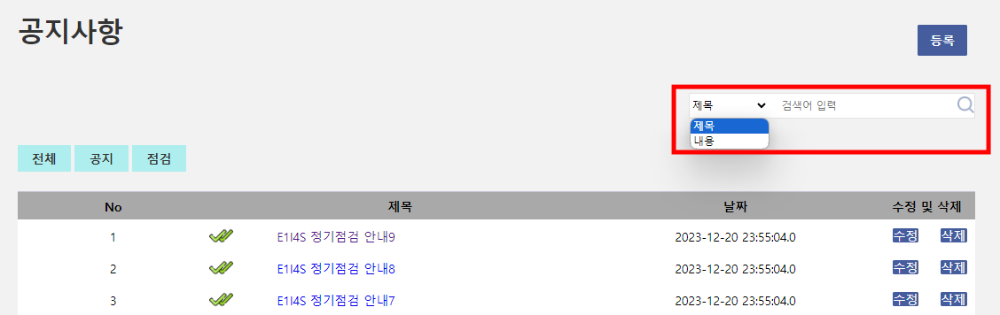 공지사항
등록
제목 검색어 입력
제목
내용
전체 공지 점검
No 제목 날짜 수정 및 삭제
1 E1I4S 정기점검 안내9 2023-12-20 23:55:04.0 수정 삭제
2 E1I4S 정기점검 안내8 2023-12-20 23:55:04.0 수정 삭제
3 E1I4S 정기점검 안내7 2023-12-20 23:55:04.0 수정 삭제